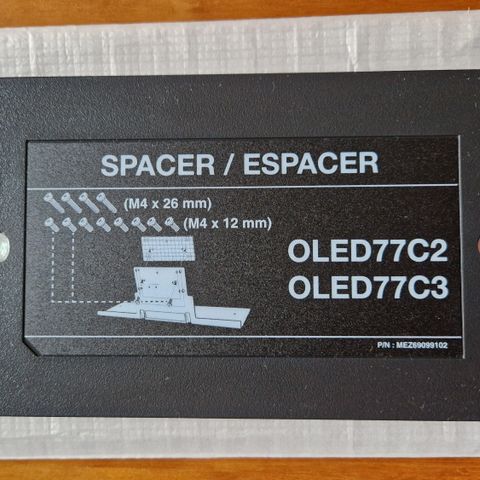 SPACER / ESPACER
(M4 x 26 mm)
(M4 x 12 mm)
OLED77C2
OLED77C3
P/N : MEZ69099102